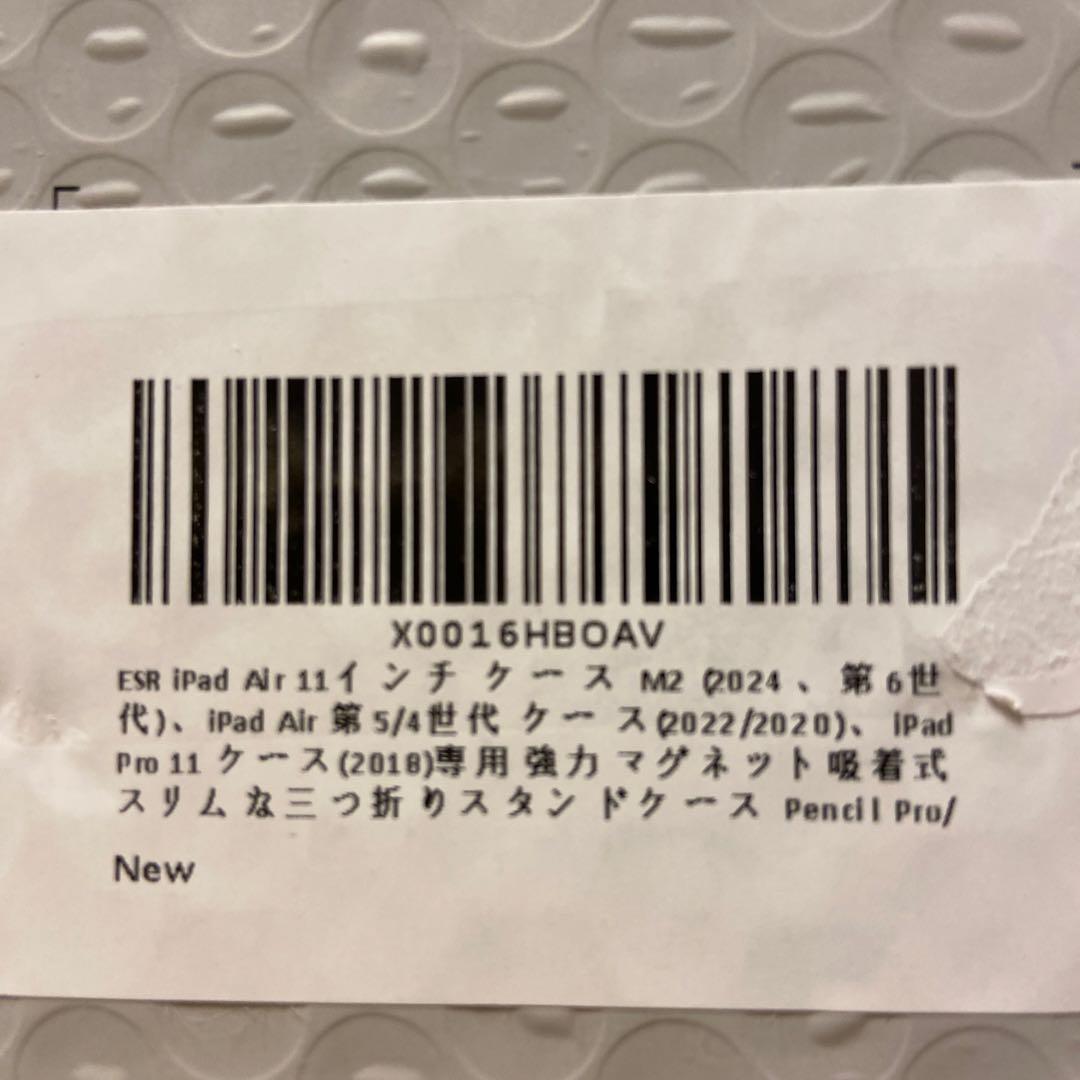 X0016HBOAV
ESR iPad Air 11インチ ケース M2 (2024 、第 6世
代)、iPad Air 第 5/4世代 ケース(2022/2020)、 iPad
Pro 11 ケース(2018)専用 強力 マグネット吸着式
スリムな三つ折りスタンドケース Pencil Pro/
New